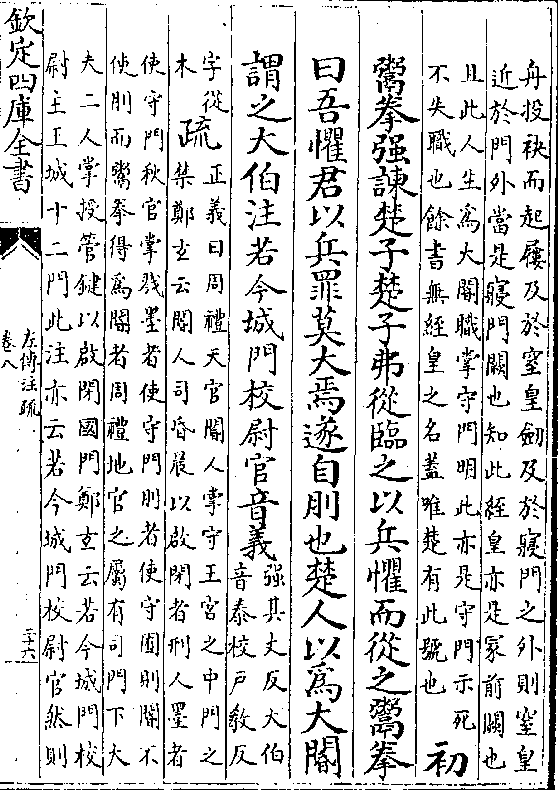 舟投袂而起屨及於窒皇劍及於寢門之外則窒皇
近於門外當是寢門闕也知此絰皇亦是冢前闕也
且此人生為大閽職掌守門明此亦是守門示死
不失職也餘書無經皇之名蓋唯楚有此號也
初
鬻拳强諫楚子楚子弗從臨之以兵懼而從之鬻拳
曰吾懼君以兵罪莫大焉遂自刖也楚人以為大閽
謂之大伯注若今城門校尉官音義
强其丈反大伯
音泰校戶教反
字從
木
疏
正義曰周禮天官閽人掌守王宮之中門之
禁鄭玄云閽人司昏晨以啟閉者刑人墨者
使守門秋官掌戮墨者使守門刖者使守囿則閽不
使刖而鬻拳得為閽者周禮地官之屬有司門下大
夫二人掌授管鍵以啟閉國門鄭玄云若今城門校
尉主王城十二門此注亦云若今城門校尉官然則
欽定四庫全書
左傳注疏
卷八
三十六